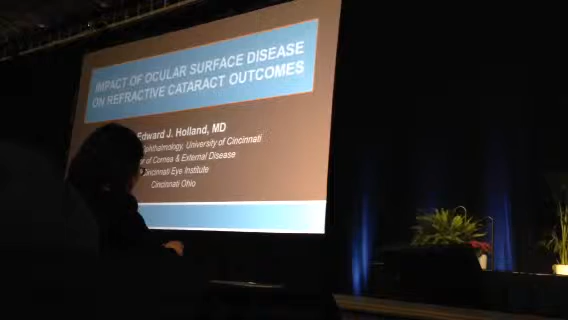 IMPACT OF OCULAR SURFACE DISEASE
ON REFRACTIVE CATARACT OUTCOMES
Edward J. Holland, MD
Ophthalmology, University of Cincinnati
of Cornea & External Disease
Cincinnati Eye Institute
Cincinnati Ohio